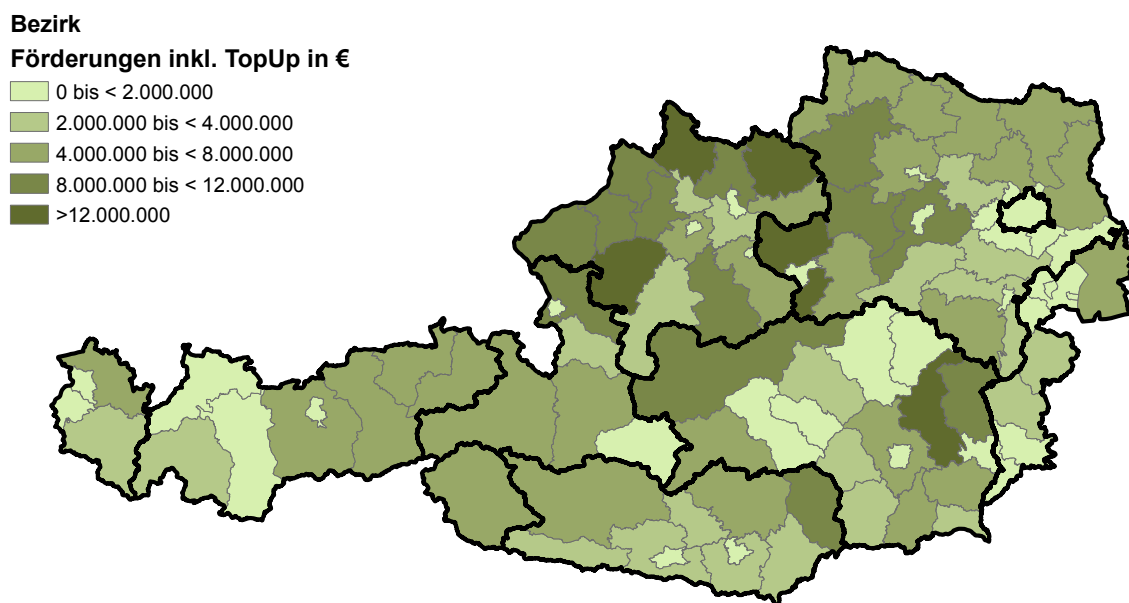 Bezirk
Förderungen inkl. TopUp in €
0 bis < 2.000.000
2.000.000 bis < 4.000.000
4.000.000 bis < 8.000.000
8.000.000 bis < 12.000.000
>12.000.000